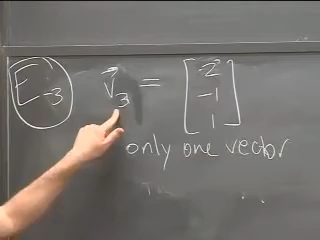 E₋₃ v⃗₃ = [-2 -1 1]
only one vector